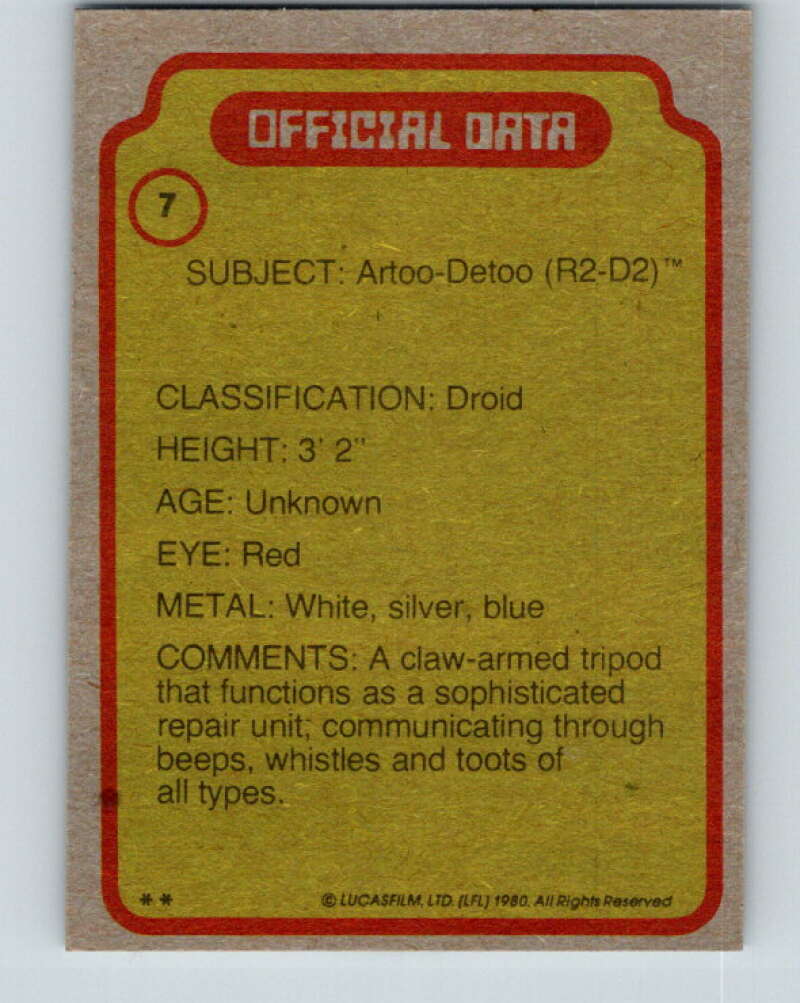 OFFICIAL DATA
7
SUBJECT: Artoo-Detoo (R2-D2)™
CLASSIFICATION: Droid
HEIGHT: 3' 2"
AGE: Unknown
EYE: Red
METAL: White, silver, blue
COMMENTS: A claw-armed tripod
that functions as a sophisticated
repair unit; communicating through
beeps, whistles and toots of
all types.
** © LUCASFILM, LTD. (LFL) 1980. All Rights Reserved